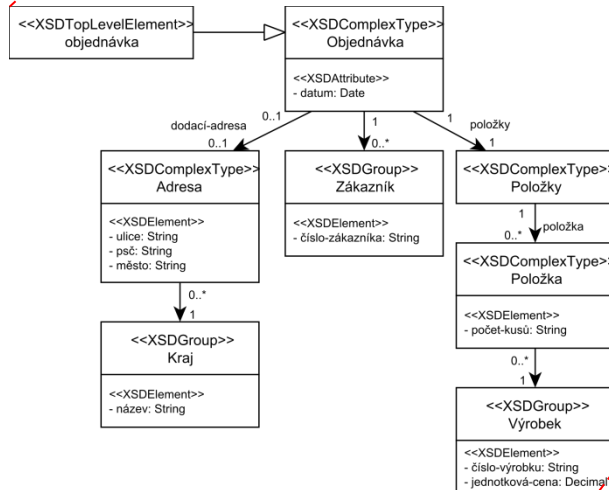 <<XSDTopLevelElement>>
objednávka
<<XSDComplexType>>
Objednávka
<<XSDAttribute>>
- datum: Date
dodací-adresa
0..1
0..1
1
0..*
1
položky
1
<<XSDComplexType>>
Adresa
<<XSDElement>>
- ulice: String
- psč: String
- město: String
<<XSDGroup>>
Zákazník
<<XSDElement>>
- číslo-zákazníka: String
<<XSDComplexType>>
Položky
1
položka
0..*
<<XSDComplexType>>
Položka
<<XSDElement>>
- počet-kusů: String
0..*
1
<<XSDGroup>>
Kraj
<<XSDElement>>
- název: String
0..*
1
<<XSDGroup>>
Výrobek
<<XSDElement>>
- číslo-výrobku: String
- jednotková-cena: Decimal